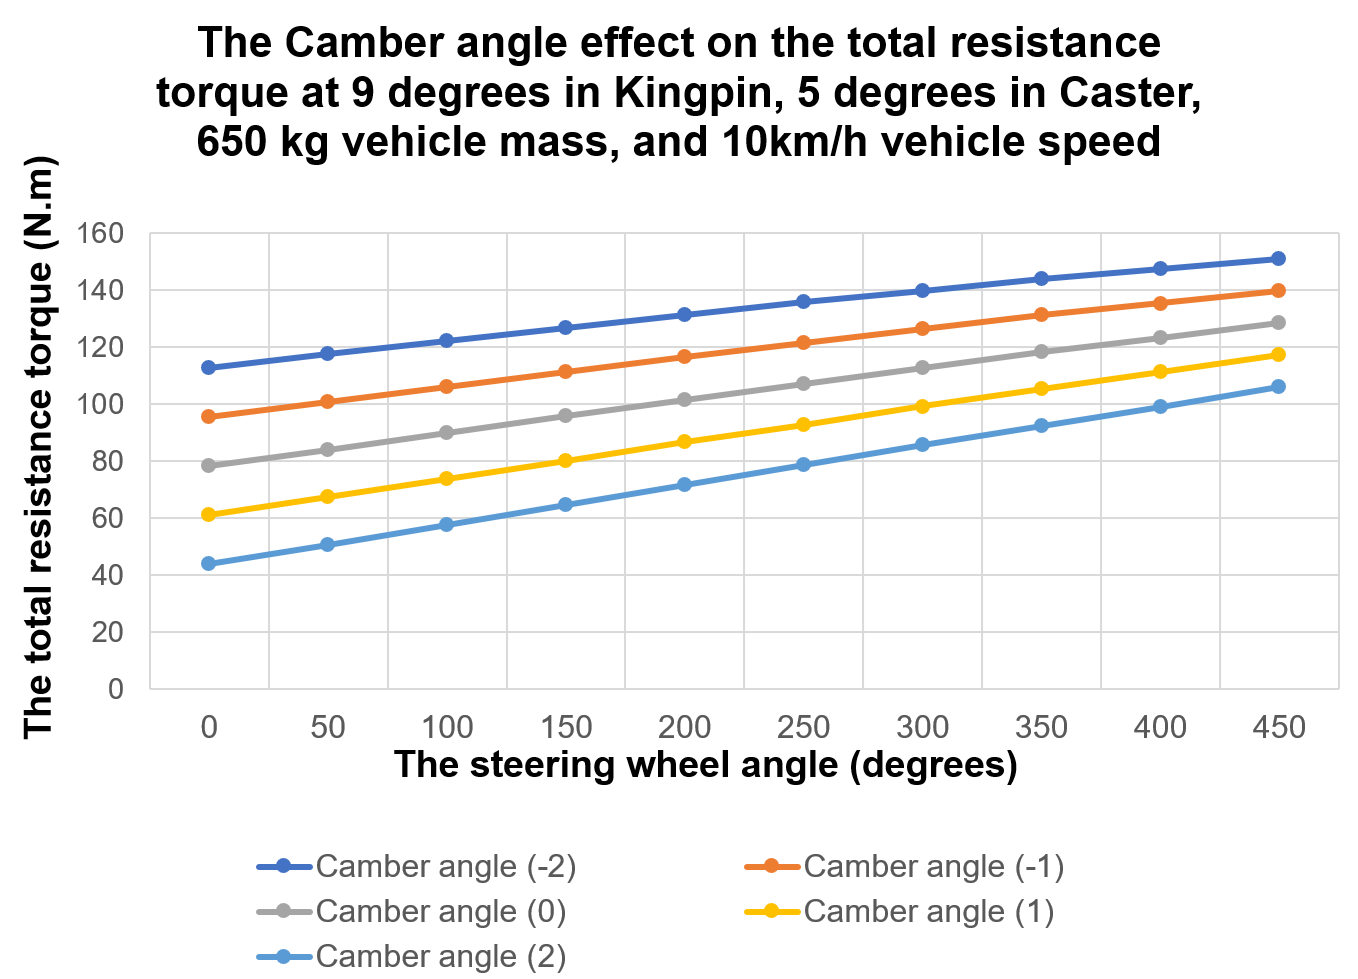 The Camber angle effect on the total resistance
torque at 9 degrees in Kingpin, 5 degrees in Caster,
650 kg vehicle mass, and 10km/h vehicle speed
The total resistance torque (N.m)
160
140
120
100
80
60
40
20
0
0 50 100 150 200 250 300 350 400 450
The steering wheel angle (degrees)
Camber angle (-2) Camber angle (-1)
Camber angle (0) Camber angle (1)
Camber angle (2)